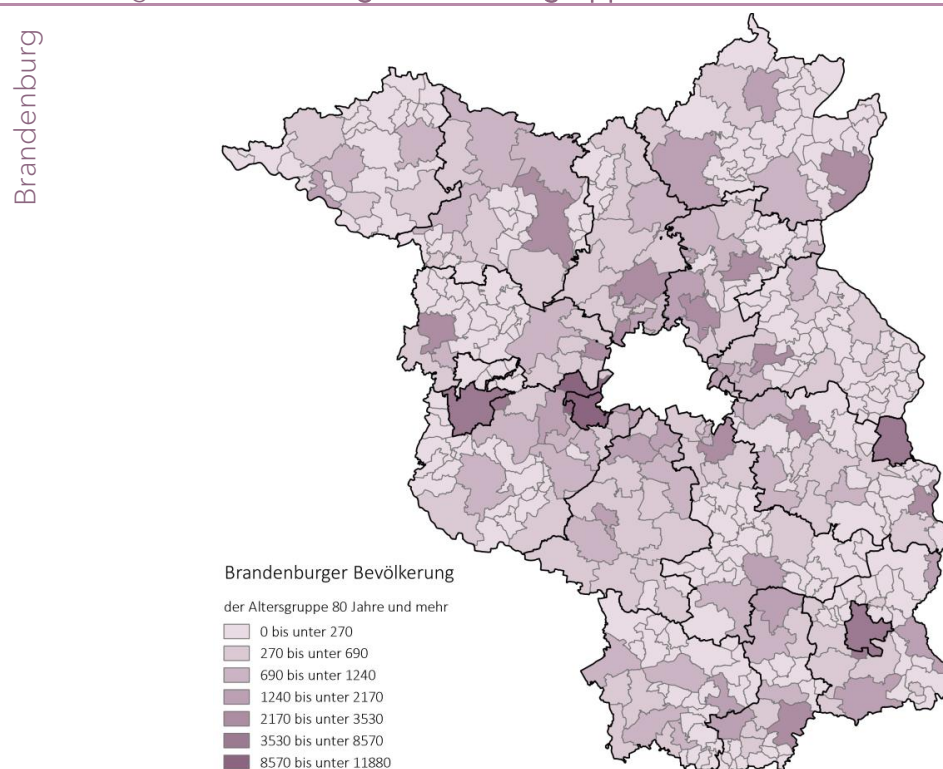 Brandenburg
Brandenburger Bevölkerung
der Altersgruppe 80 Jahre und mehr
0 bis unter 270
270 bis unter 690
690 bis unter 1240
1240 bis unter 2170
2170 bis unter 3530
3530 bis unter 8570
8570 bis unter 11880